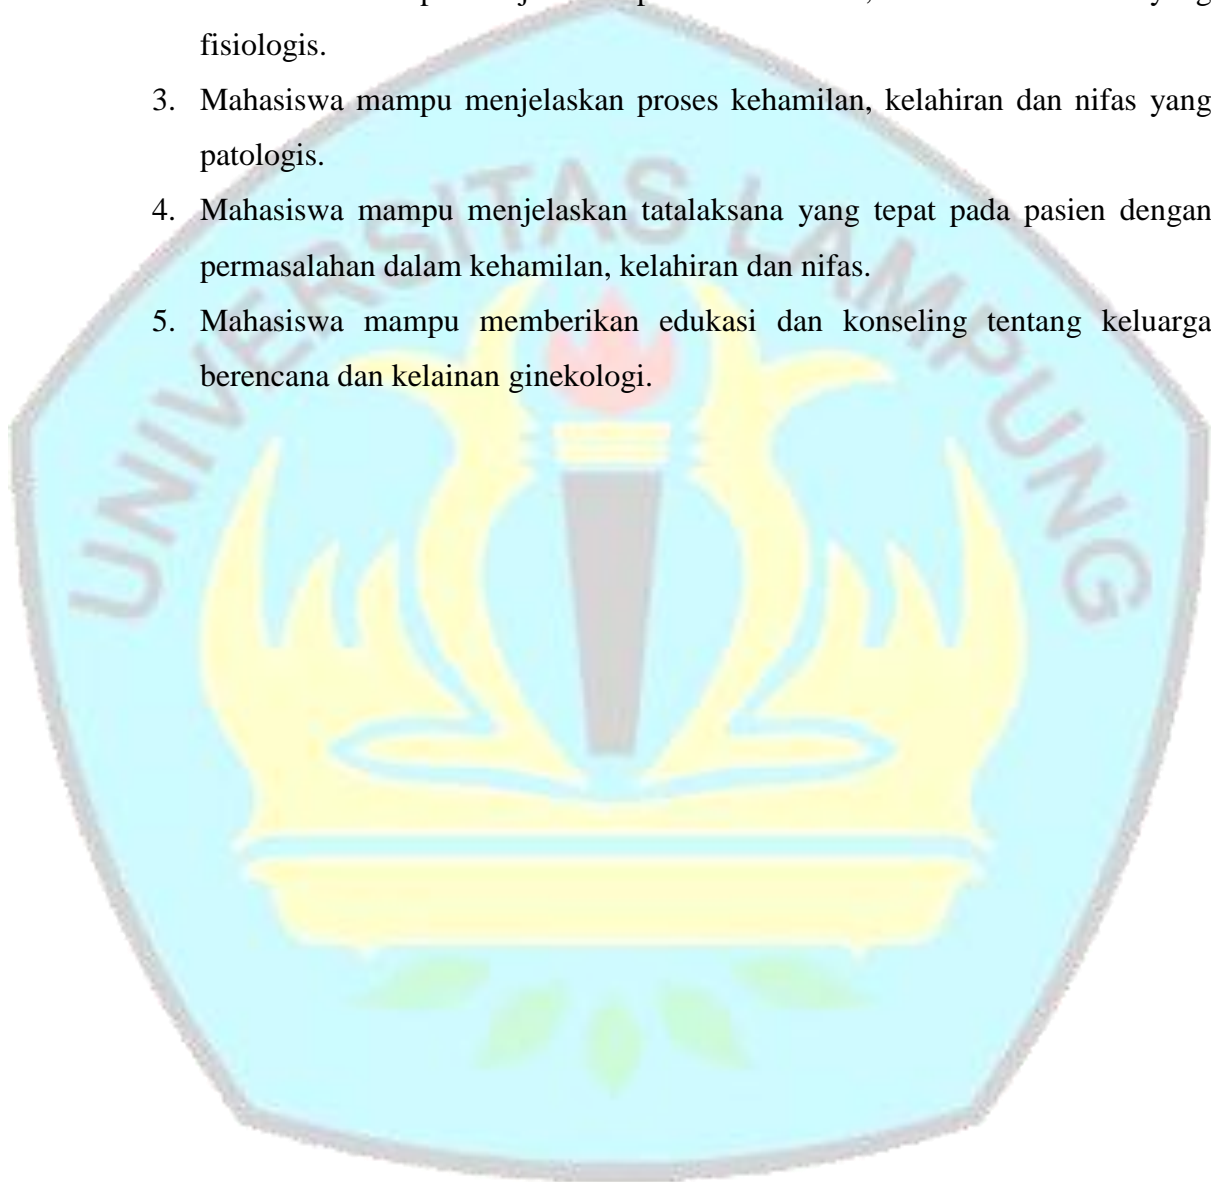 fisiologis.
3. Mahasiswa mampu menjelaskan proses kehamilan, kelahiran dan nifas yang
patologis.
4. Mahasiswa mampu menjelaskan tatalaksana yang tepat pada pasien dengan
permasalahan dalam kehamilan, kelahiran dan nifas.
5. Mahasiswa mampu memberikan edukasi dan konseling tentang keluarga
berencana dan kelainan ginekologi.
UNIVERSITAS LAMPUNG